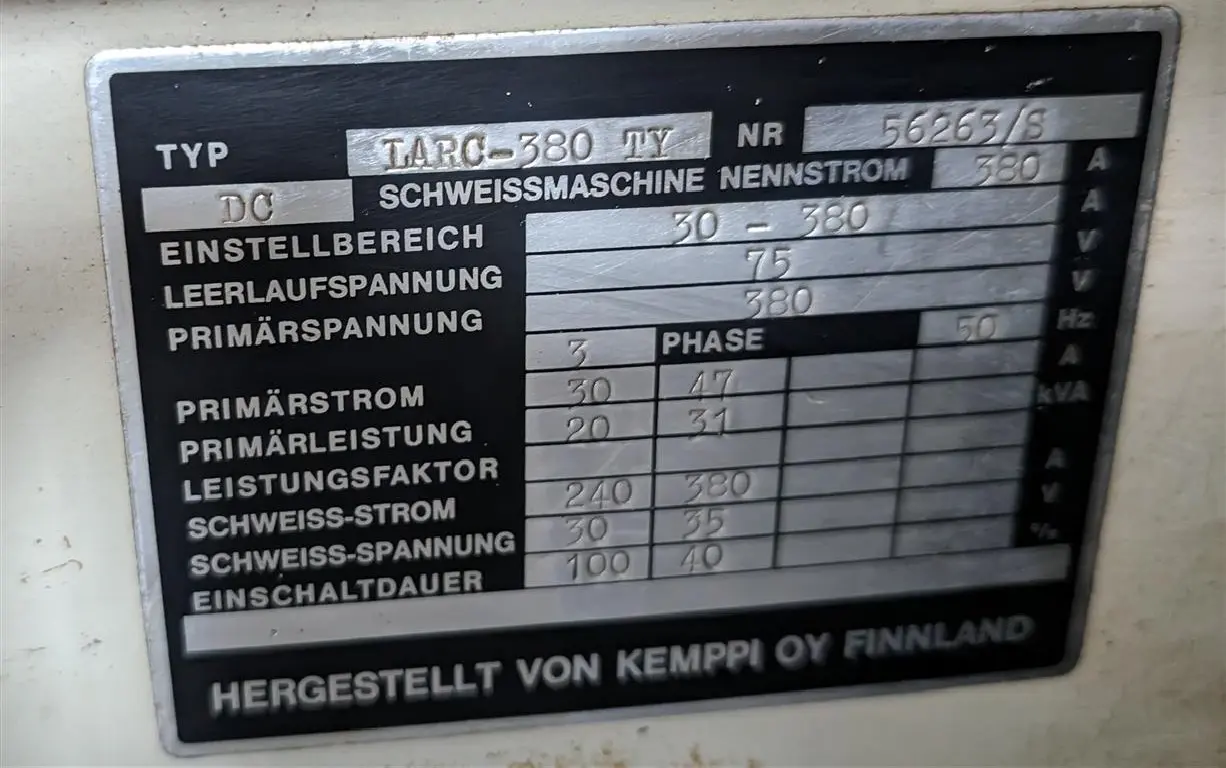 TYP LARC-380 TY NR 56263/S
DC SCHWEISSMASCHINE NENNSTROM 380 A
EINSTELLBEREICH 30 - 380 A
LEERLAUFSPANNUNG 75 V
PRIMÄRSPANNUNG 380 V
3 PHASE 50 Hz
PRIMÄRSTROM 30 47 A
PRIMÄRLEISTUNG 20 31 kVA
LEISTUNGSFAKTOR
SCHWEISS-STROM 240 380 A
SCHWEISS-SPANNUNG 30 35 V
EINSCHALTDAUER 100 40 %
HERGESTELLT VON KEMPPI OY FINNLAND